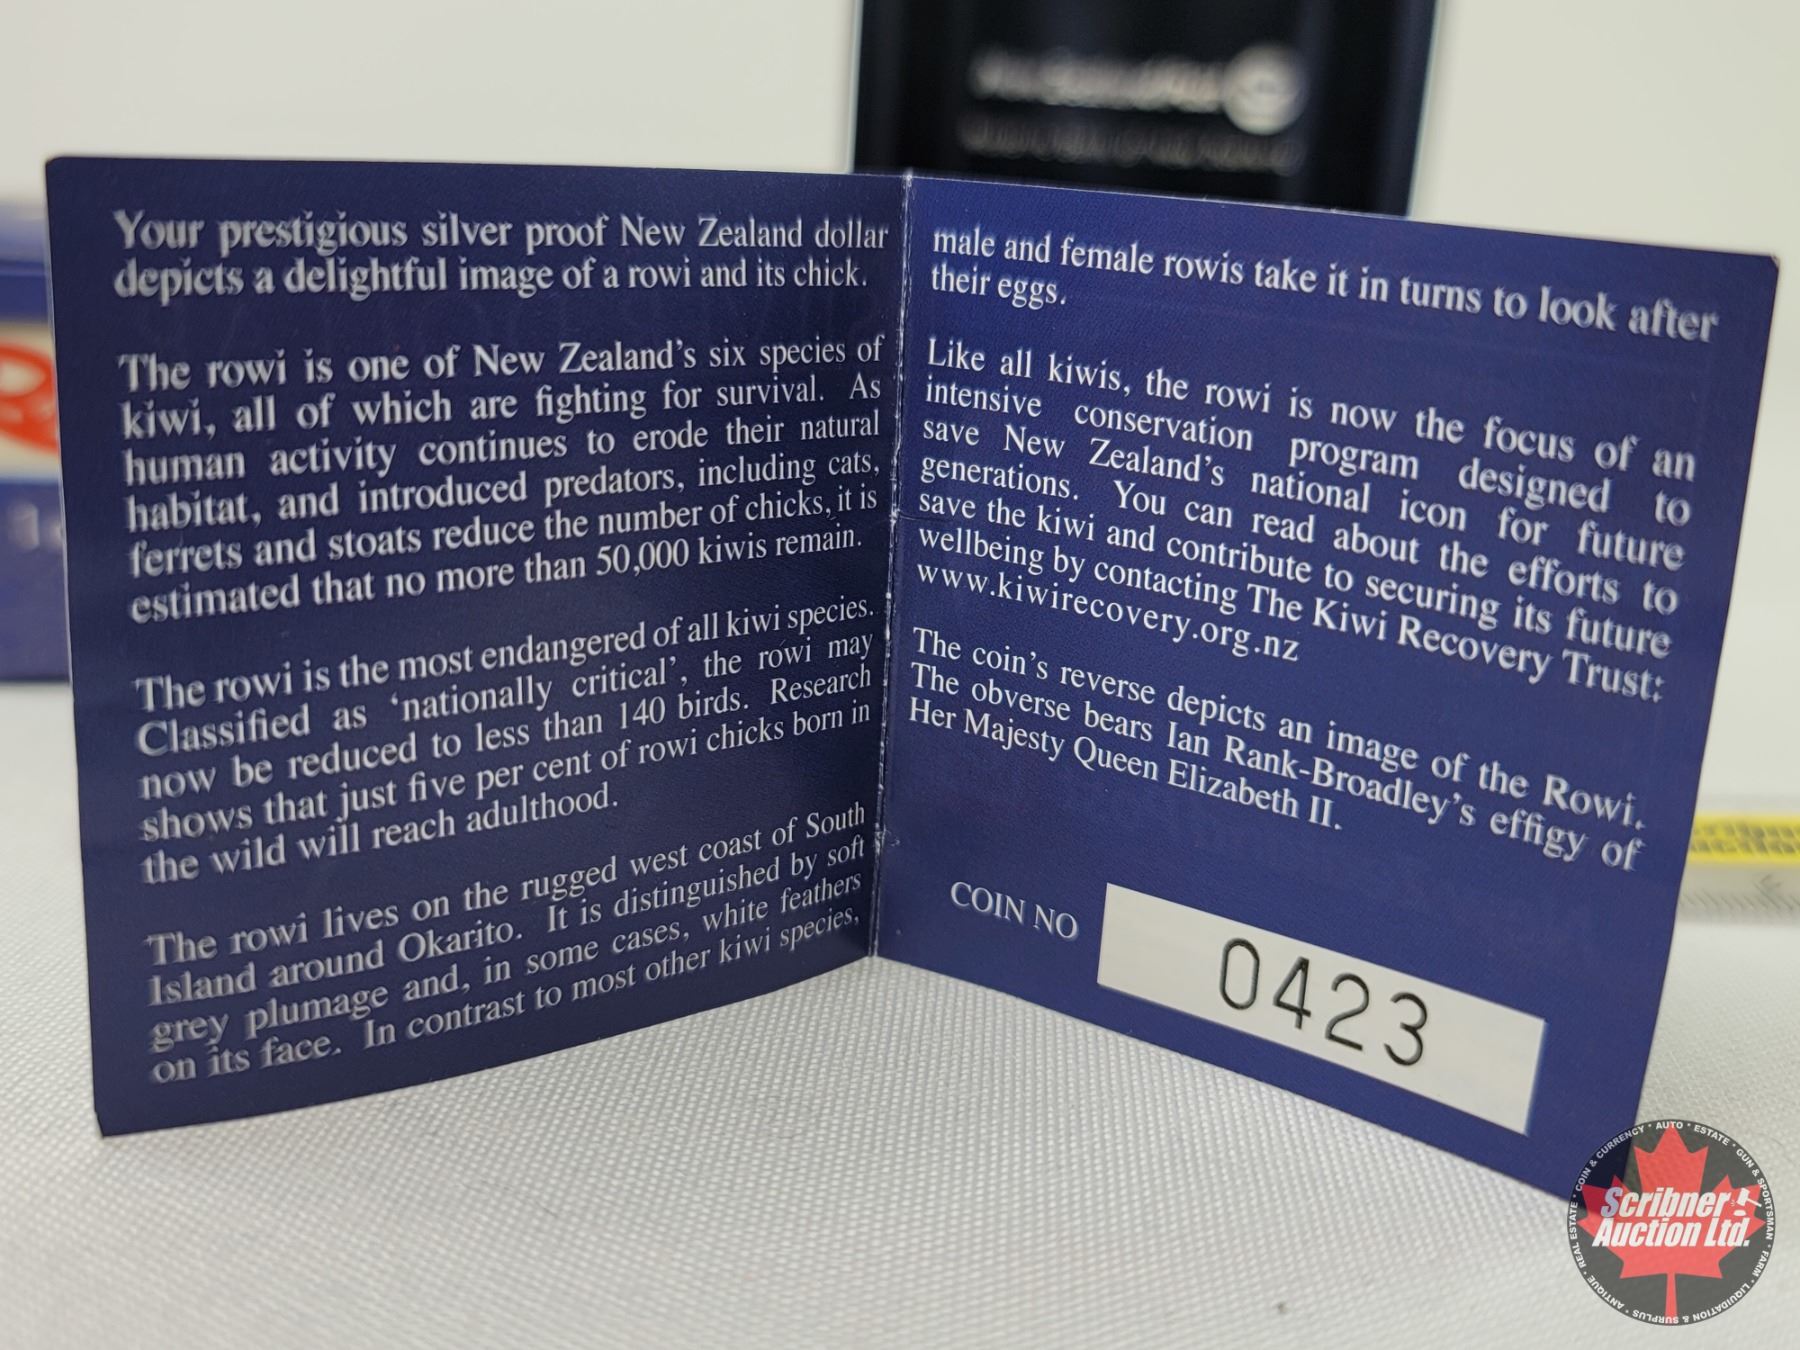 Your prestigious silver proof New Zealand dollar
depicts a delightful image of a rowi and its chick.
The rowi is one of New Zealand's six species of
kiwi, all of which are fighting for survival. As
human activity continues to erode their natural
habitat, and introduced predators, including cats,
ferrets and stoats reduce the number of chicks, it is
estimated that no more than 50,000 kiwis remain.
The rowi is the most endangered of all kiwi species.
Classified as 'nationally critical', the rowi may
now be reduced to less than 140 birds. Research
shows that just five per cent of rowi chicks born in
the wild will reach adulthood.
The rowi lives on the rugged west coast of South
Island around Okarito. It is distinguished by soft
grey plumage and, in some cases, white feathers
on its face. In contrast to most other kiwi species,
male and female rowis take it in turns to look after
their eggs.
Like all kiwis, the rowi is now the focus of an
intensive conservation program designed to
save New Zealand's national icon for future
generations. You can read about the efforts to
save the kiwi and contribute to securing its future
wellbeing by contacting The Kiwi Recovery Trust:
www.kiwirecovery.org.nz
The coin's reverse depicts an image of the Rowi.
The obverse bears Ian Rank-Broadley's effigy of
Her Majesty Queen Elizabeth II.
COIN NO
0423
Scribner
Auction Ltd.
REAL ESTATE * COIN & CURRENCY * AUTO * ESTATE * GUN & SPORTSMAN * FARM * LIQUIDATION & SURPLUS * ANTIQUE *